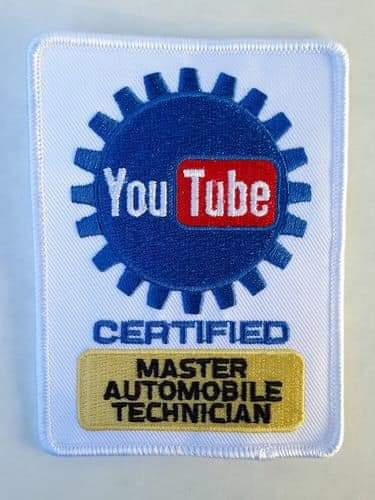 YouTube
CERTIFIED
MASTER
AUTOMOBILE
TECHNICIAN